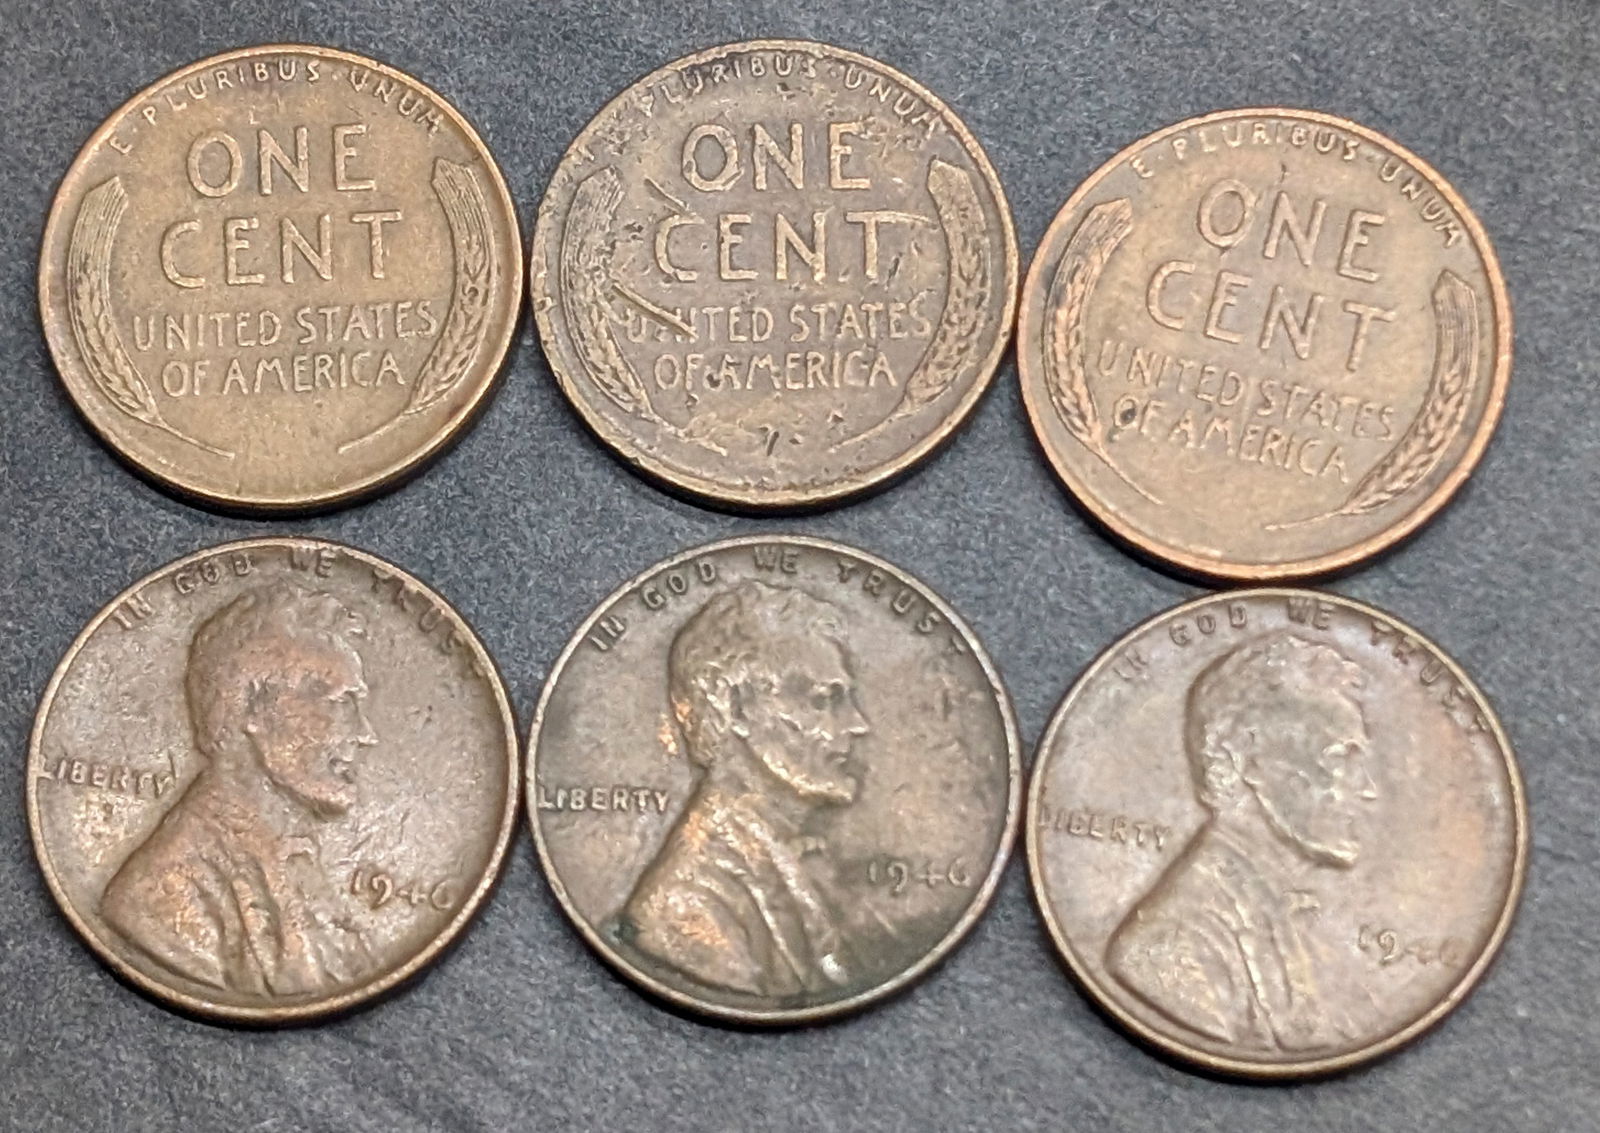 E · PLURIBUS · UNUM
ONE
CENT
UNITED STATES
OF AMERICA
PLURIBUS · UNUM
ONE
CENT
UNITED STATES
OF AMERICA
E · PLURIBUS · UNUM
ONE
CENT
UNITED STATES
OF AMERICA
IN GOD WE TRUST
LIBERTY
1946
IN GOD WE TRUST
LIBERTY
1946
IN GOD WE TRUST
LIBERTY
1946